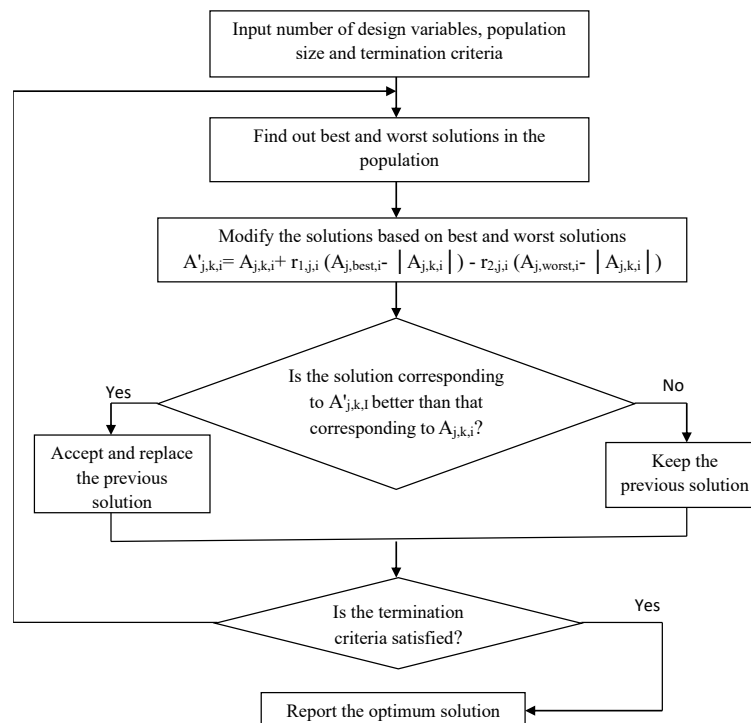 Input number of design variables, population
size and termination criteria
Find out best and worst solutions in the
population
Modify the solutions based on best and worst solutions
A'j,k,i= Aj,k,i+ r1,j,i (Aj,best,i- │Aj,k,i│) - r2,j,i (Aj,worst,i- │Aj,k,i│)
Is the solution corresponding
to A'j,k,I better than that
corresponding to Aj,k,i?
Yes
No
Accept and replace
the previous
solution
Keep the
previous solution
Is the termination
criteria satisfied?
Yes
Report the optimum solution